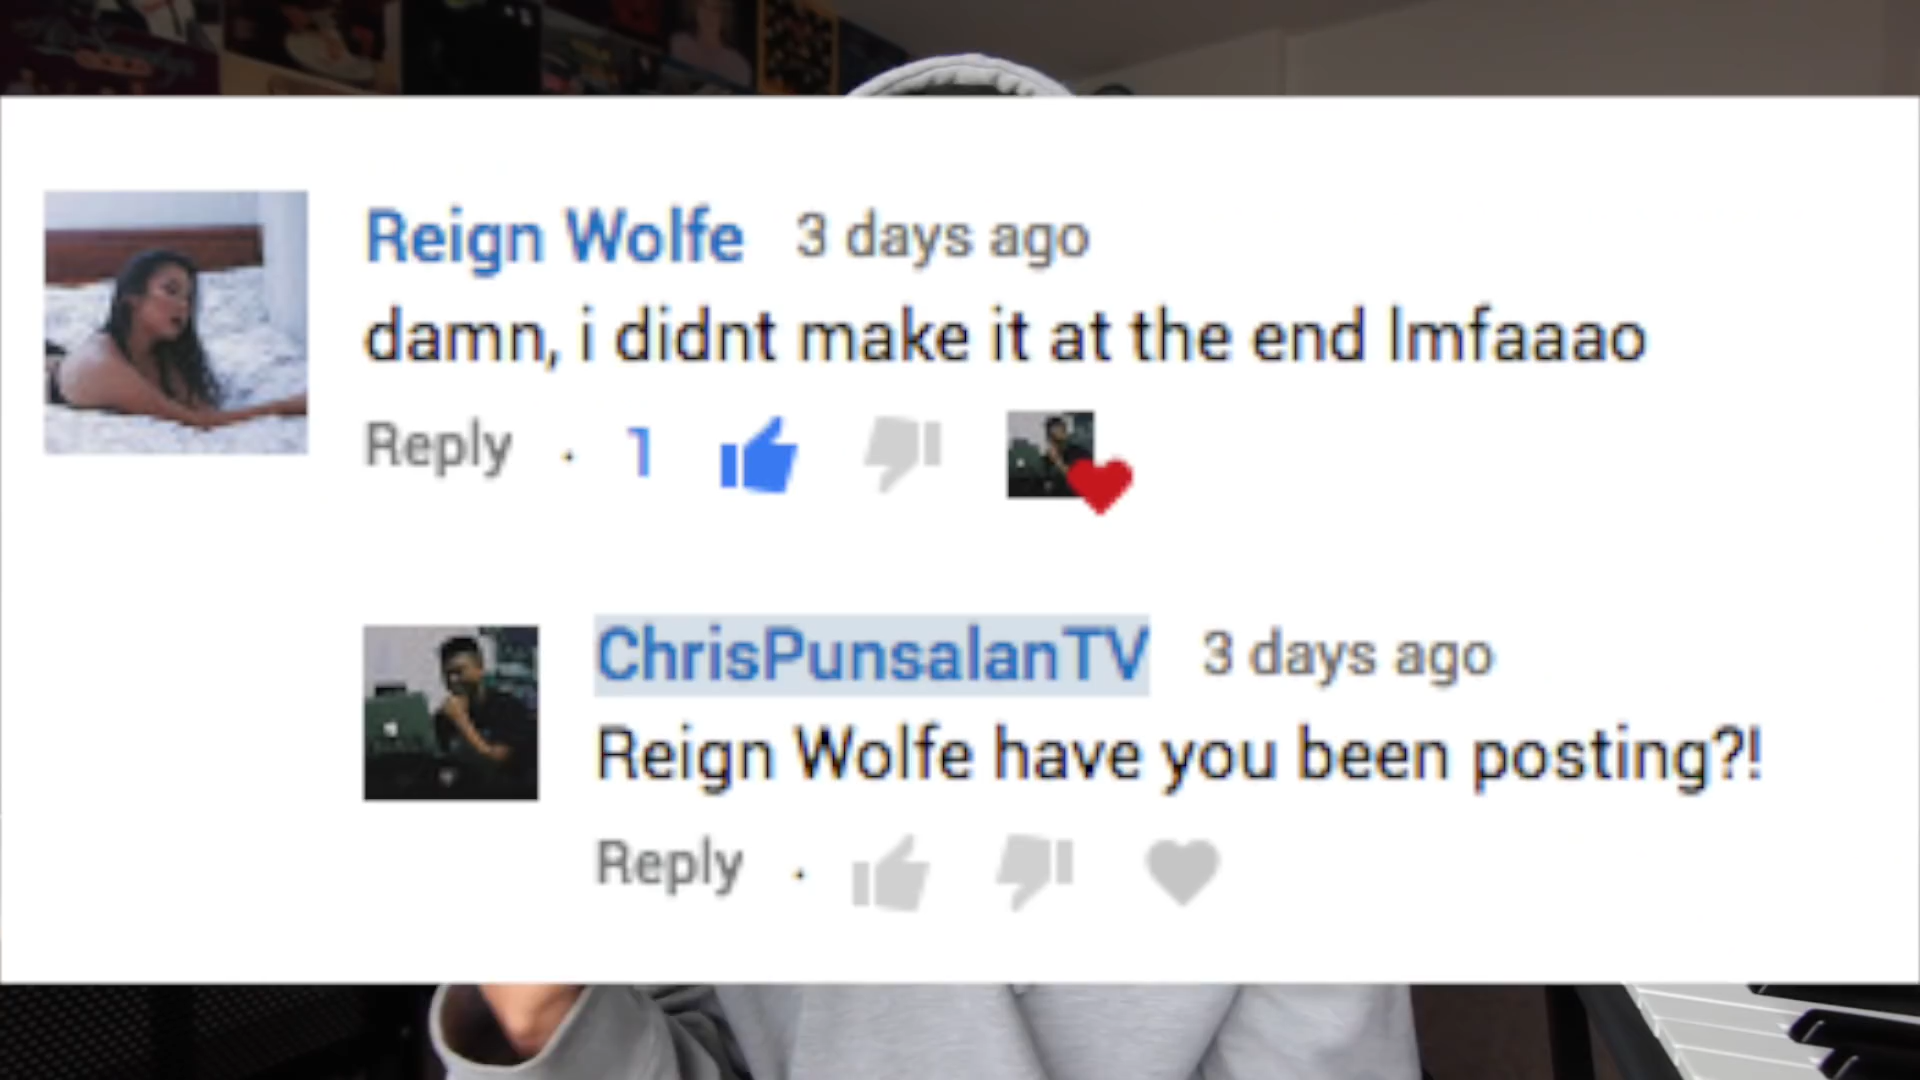 Reign Wolfe 3 days ago
damn, i didnt make it at the end lmfaaao
Reply · 1
ChrisPunsalanTV 3 days ago
Reign Wolfe have you been posting?!
Reply ·